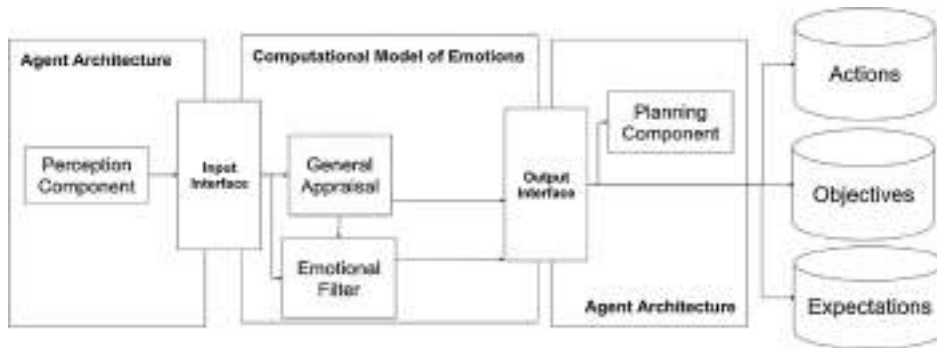 Agent Architecture
Computational Model of Emotions
Perception
Component
Input
Interface
General
Appraisal
Emotional
Filter
Output
Interface
Planning
Component
Agent Architecture
Actions
Objectives
Expectations